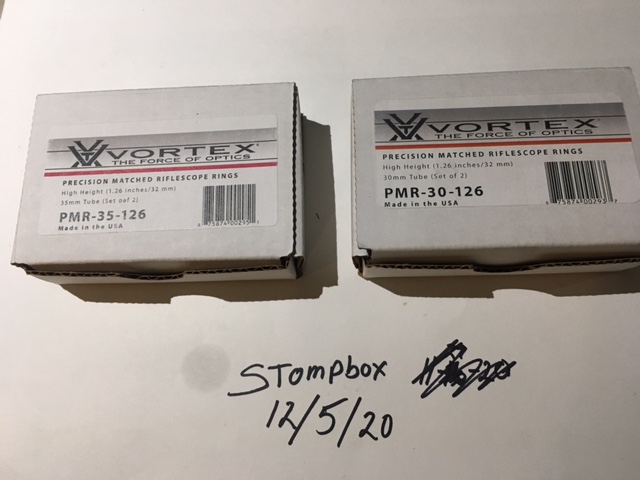 VORTEX
THE FORCE OF OPTICS
PRECISION MATCHED RIFLESCOPE RINGS
High Height (1.26 inches/32 mm)
35mm Tube (Set oof 2)
PMR-35-126
Made in the USA
VORTEX
THE FORCE OF OPTICS
PRECISION MATCHED RIFLESCOPE RINGS
High Height (1.26 inches/32 mm)
30mm Tube (Set of 2)
PMR-30-126
Made in the USA
STompbox
12/5/20